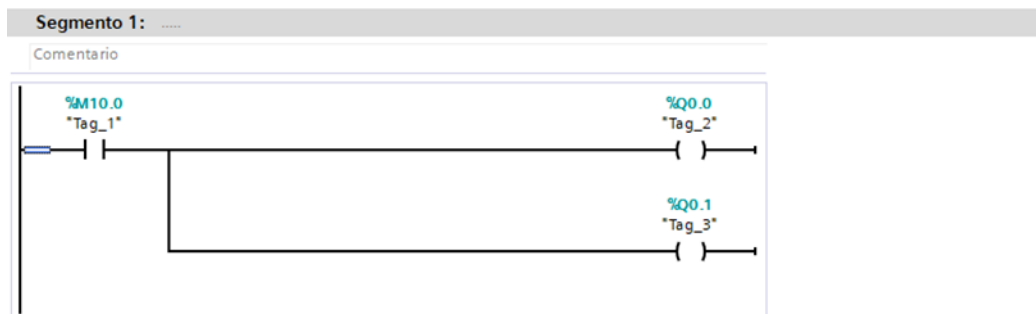 Segmento 1: .....
Comentario
%M10.0
"Tag_1"
%Q0.0
"Tag_2"
%Q0.1
"Tag_3"